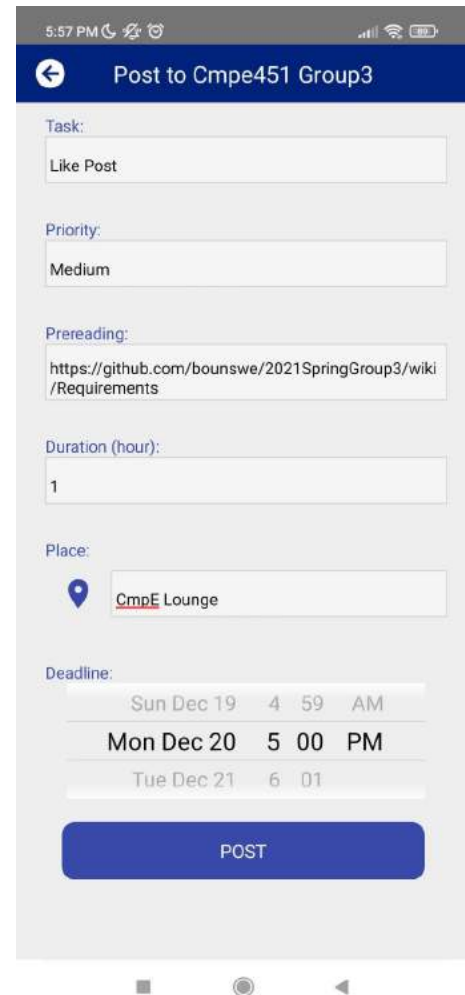 5:57 PM
Post to Cmpe451 Group3
Task:
Like Post
Priority:
Medium
Prereading:
https://github.com/bounswe/2021SpringGroup3/wiki
/Requirements
Duration (hour):
1
Place:
CmpE Lounge
Deadline:
Sun Dec 19 4 59 AM
Mon Dec 20 5 00 PM
Tue Dec 21 6 01
POST